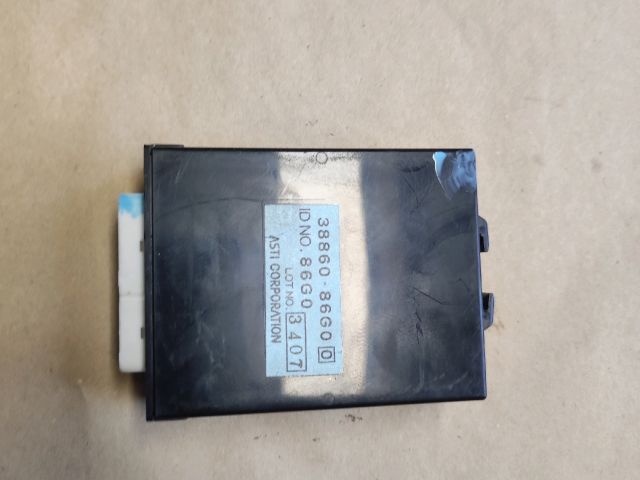 38860-86G0 0
ID NO. 86G0
LOT NO. 3407
ASTI CORPORATION